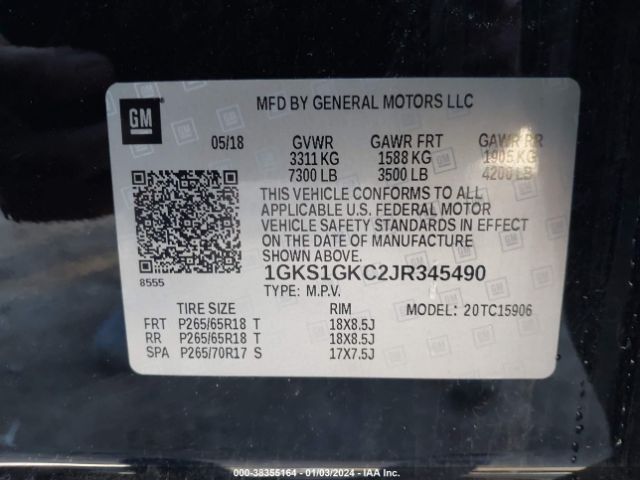 GM
MFD BY GENERAL MOTORS LLC
05/18 GVWR GAWR FRT GAWR RR
3311 KG 1588 KG 1905 KG
7300 LB 3500 LB 4200 LB
THIS VEHICLE CONFORMS TO ALL
APPLICABLE U.S. FEDERAL MOTOR
VEHICLE SAFETY STANDARDS IN EFFECT
ON THE DATE OF MANUFACTURE
SHOWN ABOVE.
1GKS1GKC2JR345490
8555
TYPE: M.P.V.
TIRE SIZE RIM MODEL: 20TC15906
FRT P265/65R18 T 18X8.5J
RR P265/65R18 T 18X8.5J
SPA P265/70R17 S 17X7.5J
000-38355164 - 01/03/2024 - IAA Inc.